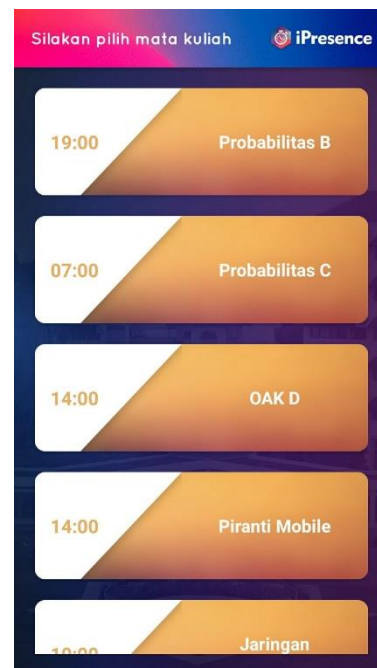 Silakan pilih mata kuliah
iPresence
19:00
Probabilitas B
07:00
Probabilitas C
14:00
OAK D
14:00
Piranti Mobile
Jaringan